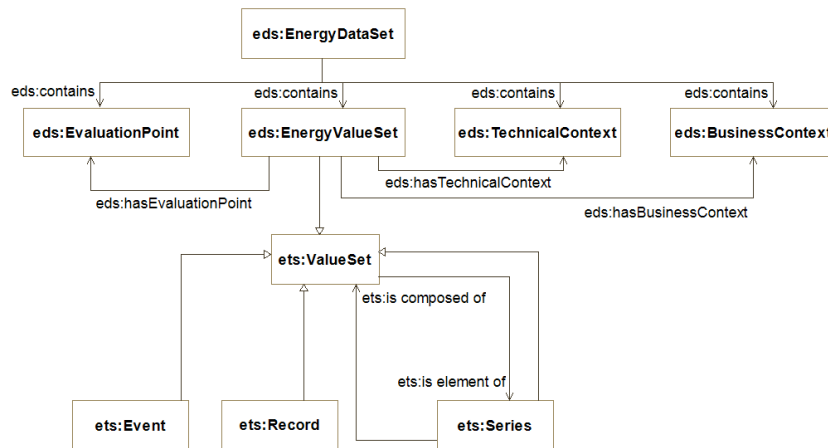 eds:EnergyDataSet
eds:contains
eds:contains
eds:contains
eds:contains
eds:EvaluationPoint
eds:EnergyValueSet
eds:TechnicalContext
eds:BusinessContext
eds:hasTechnicalContext
eds:hasEvaluationPoint
eds:hasBusinessContext
ets:ValueSet
ets:is composed of
ets:is element of
ets:Event
ets:Record
ets:Series